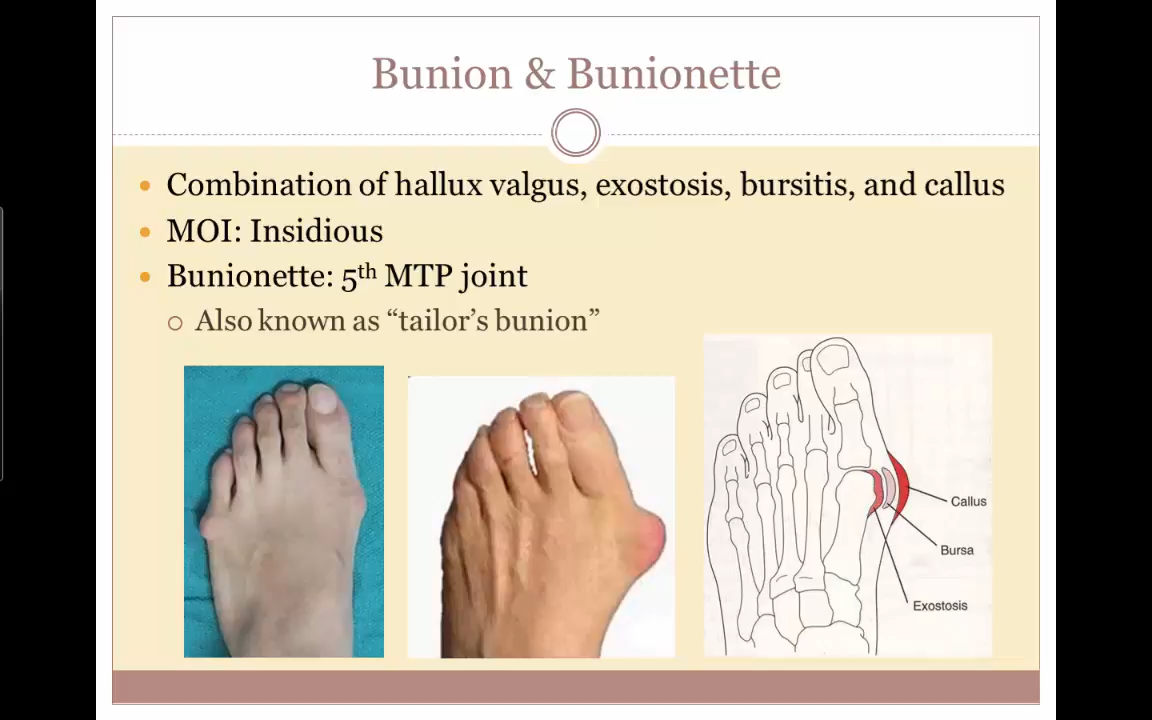 Bunion & Bunionette
• Combination of hallux valgus, exostosis, bursitis, and callus
• MOI: Insidious
• Bunionette: 5th MTP joint
○ Also known as “tailor’s bunion”
Callus
Bursa
Exostosis